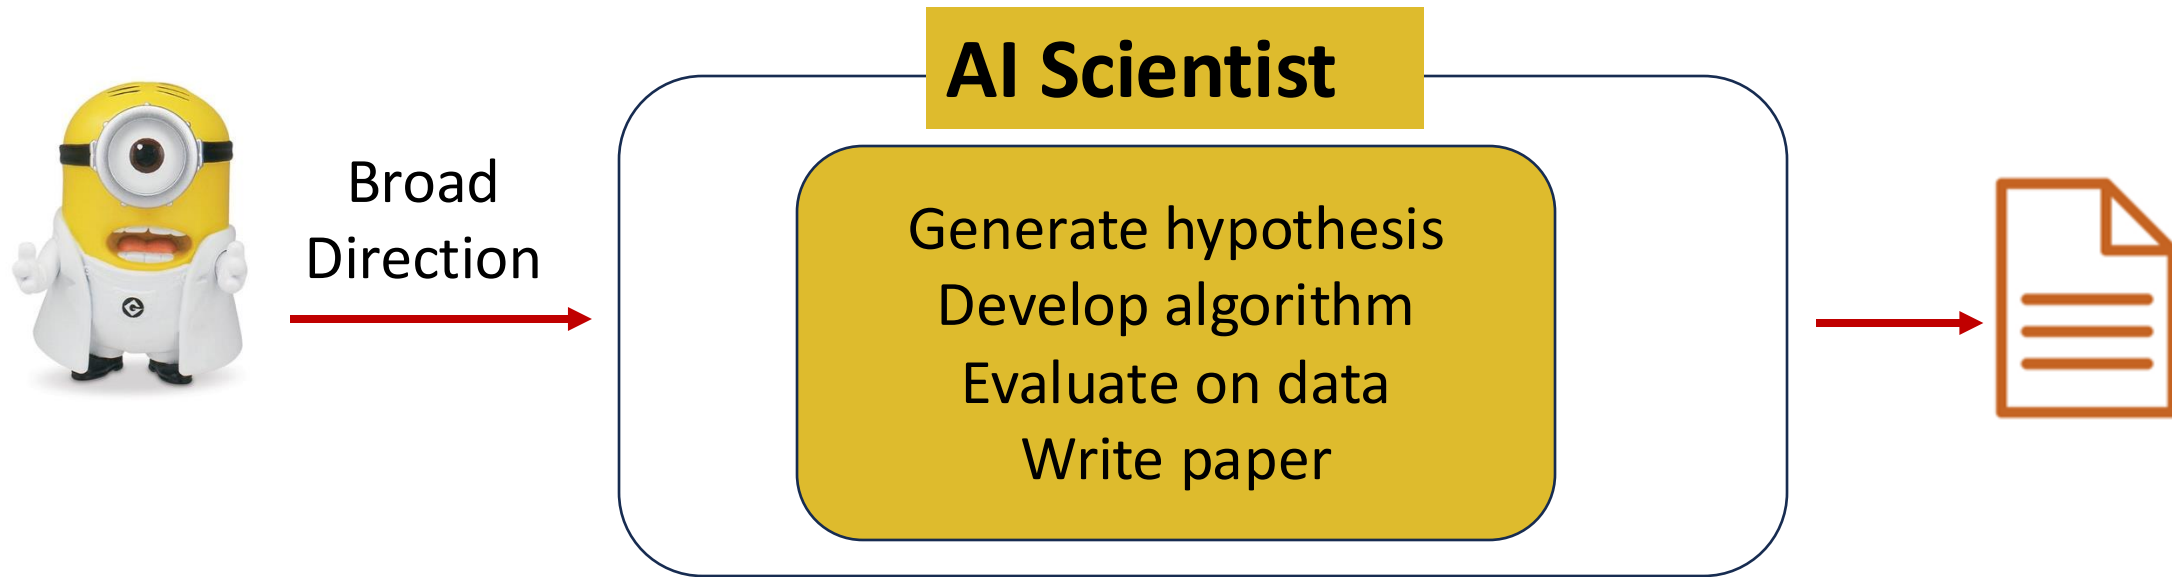 AI Scientist
Broad
Direction
Generate hypothesis
Develop algorithm
Evaluate on data
Write paper